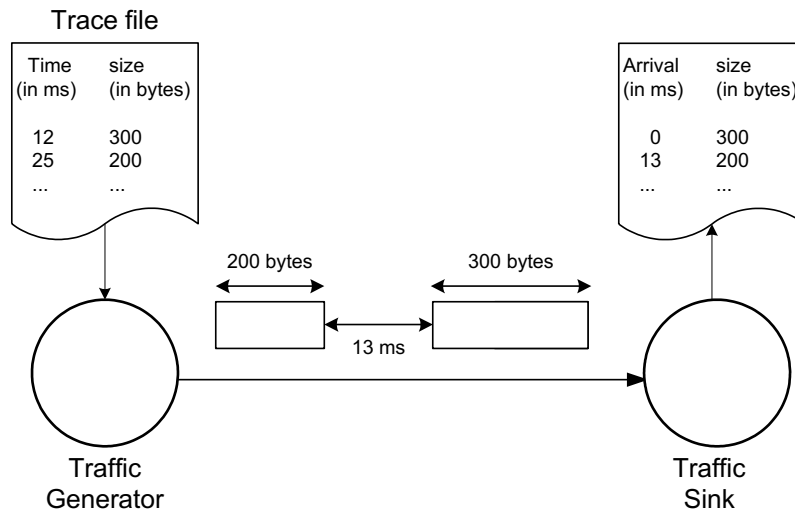 Trace file
Time size
(in ms) (in bytes)
12 300
25 200
... ...
Arrival size
(in ms) (in bytes)
0 300
13 200
... ...
200 bytes
300 bytes
13 ms
Traffic
Generator
Traffic
Sink